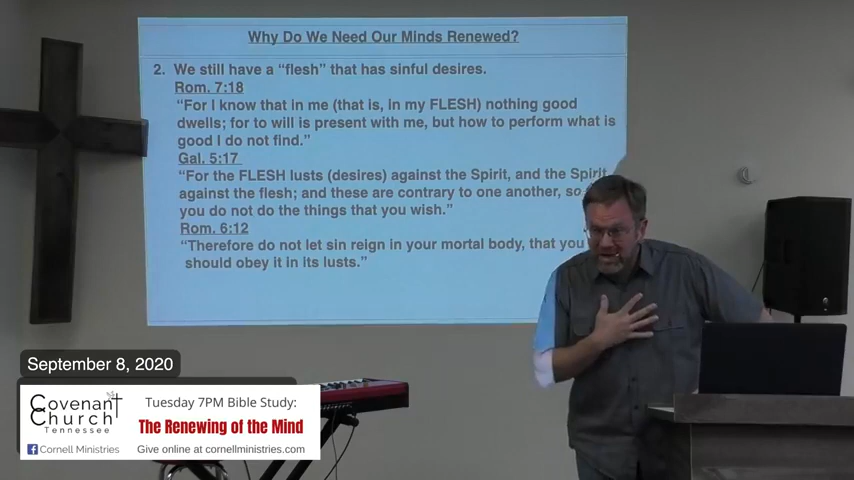 Why Do We Need Our Minds Renewed?
2. We still have a “flesh” that has sinful desires.
Rom. 7:18
“For I know that in me (that is, in my FLESH) nothing good
dwells; for to will is present with me, but how to perform what is
good I do not find.”
Gal. 5:17
“For the FLESH lusts (desires) against the Spirit, and the Spirit
against the flesh; and these are contrary to one another, so
you do not do the things that you wish.”
Rom. 6:12
“Therefore do not let sin reign in your mortal body, that you
should obey it in its lusts.”
September 8, 2020
Covenant
Church
Tennessee
Cornell Ministries
Tuesday 7PM Bible Study:
The Renewing of the Mind
Give online at cornellministries.com